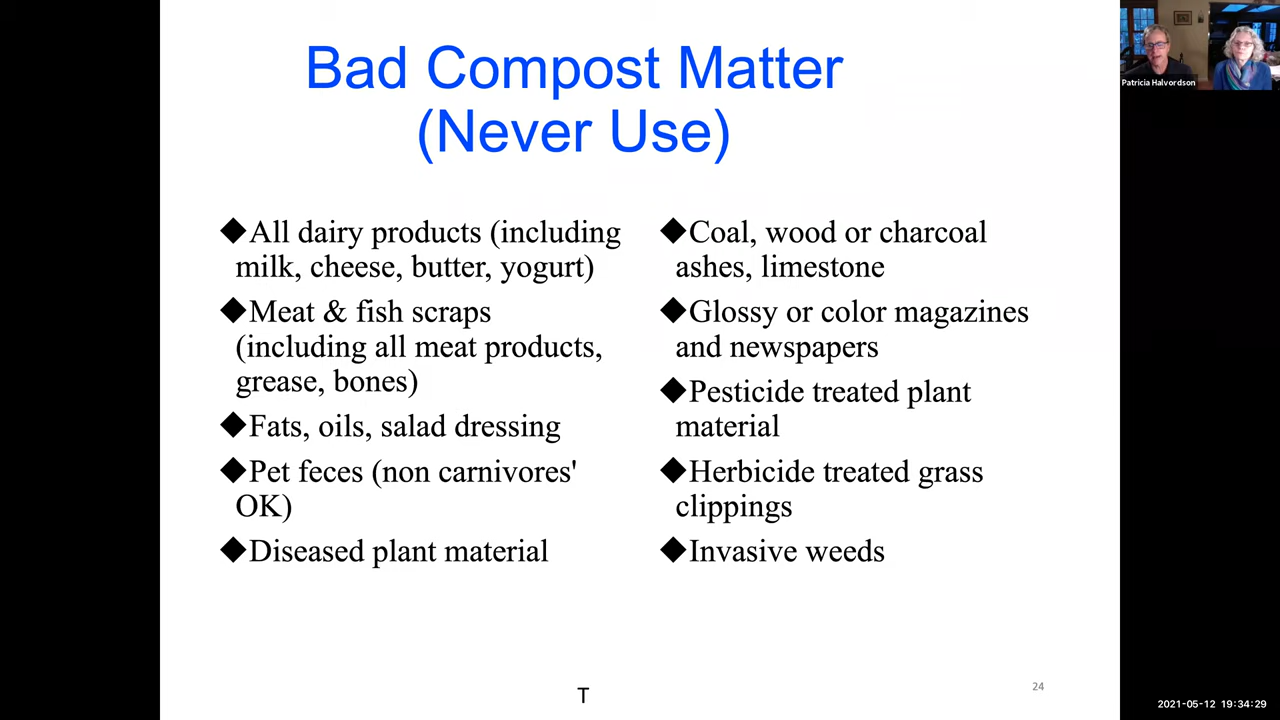 Bad Compost Matter
(Never Use)
◆All dairy products (including
milk, cheese, butter, yogurt)
◆Meat & fish scraps
(including all meat products,
grease, bones)
◆Fats, oils, salad dressing
◆Pet feces (non carnivores'
OK)
◆Diseased plant material
◆Coal, wood or charcoal
ashes, limestone
◆Glossy or color magazines
and newspapers
◆Pesticide treated plant
material
◆Herbicide treated grass
clippings
◆Invasive weeds
T
24
Patricia Halvordson
2021-05-12 19:34:29